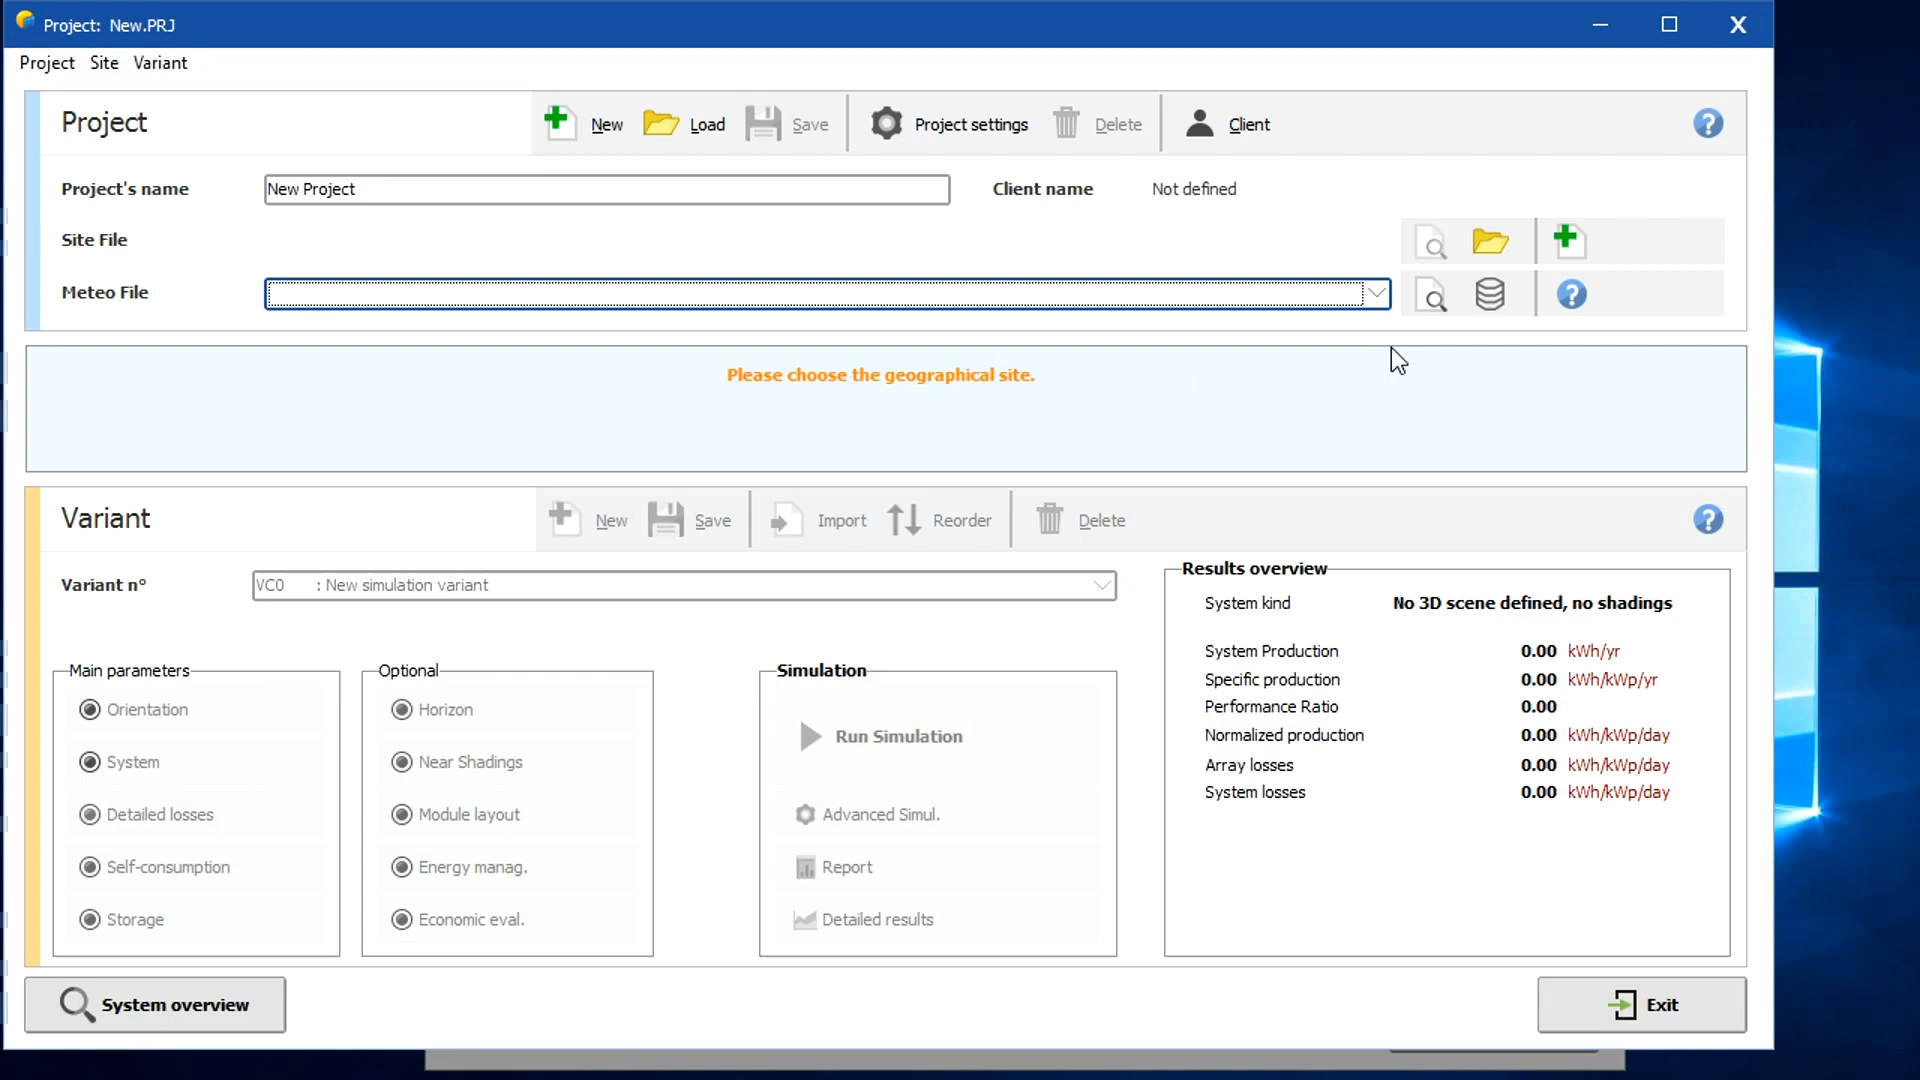 Project: New.PRJ
Project Site Variant
Project
New Load Save Project settings Delete Client
Project's name New Project Client name Not defined
Site File
Meteo File
Please choose the geographical site.
Variant
New Save Import Reorder Delete
Variant n° VC0 : New simulation variant
Results overview
System kind No 3D scene defined, no shadings
System Production 0.00 kWh/yr
Specific production 0.00 kWh/kWp/yr
Performance Ratio 0.00
Normalized production 0.00 kWh/kWp/day
Array losses 0.00 kWh/kWp/day
System losses 0.00 kWh/kWp/day
Main parameters
Orientation
System
Detailed losses
Self-consumption
Storage
Optional
Horizon
Near Shadings
Module layout
Energy manag.
Economic eval.
Simulation
Run Simulation
Advanced Simul.
Report
Detailed results
System overview
Exit